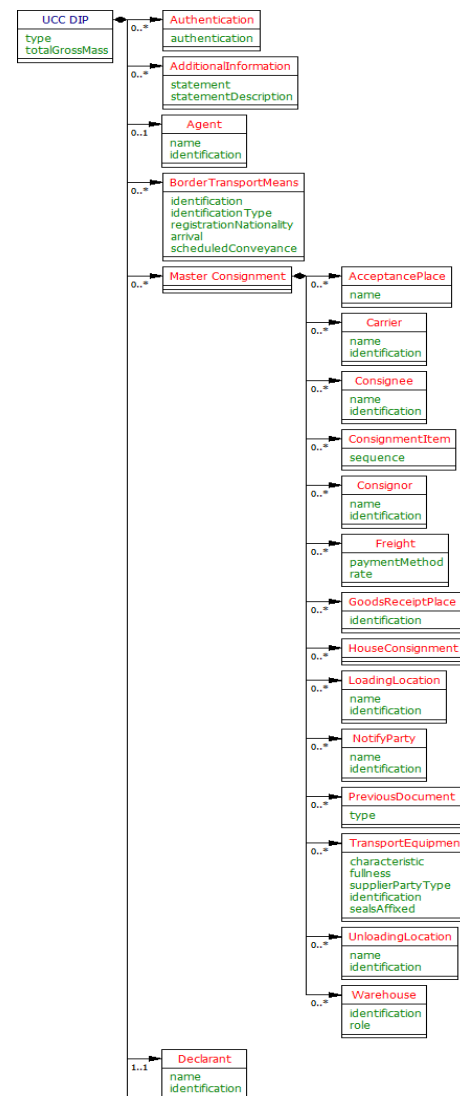 UCC DIP
type
totalGrossMass
0..*
Authentication
authentication
0..*
AdditionalInformation
statement
statementDescription
0..1
Agent
name
identification
0..*
BorderTransportMeans
identification
identificationType
registrationNationality
arrival
scheduledConveyance
0..*
Master Consignment
0..*
AcceptancePlace
name
0..*
Carrier
name
identification
0..*
Consignee
name
identification
0..*
ConsignmentItem
sequence
0..*
Consignor
name
identification
0..*
Freight
paymentMethod
rate
0..*
GoodsReceiptPlace
identification
0..*
HouseConsignment
0..*
LoadingLocation
name
identification
0..*
NotifyParty
name
identification
0..*
PreviousDocument
type
0..*
TransportEquipmen
characteristic
fullness
supplierPartyType
identification
sealsAffixed
0..*
UnloadingLocation
name
identification
0..*
Warehouse
identification
role
1..1
Declarant
name
identification